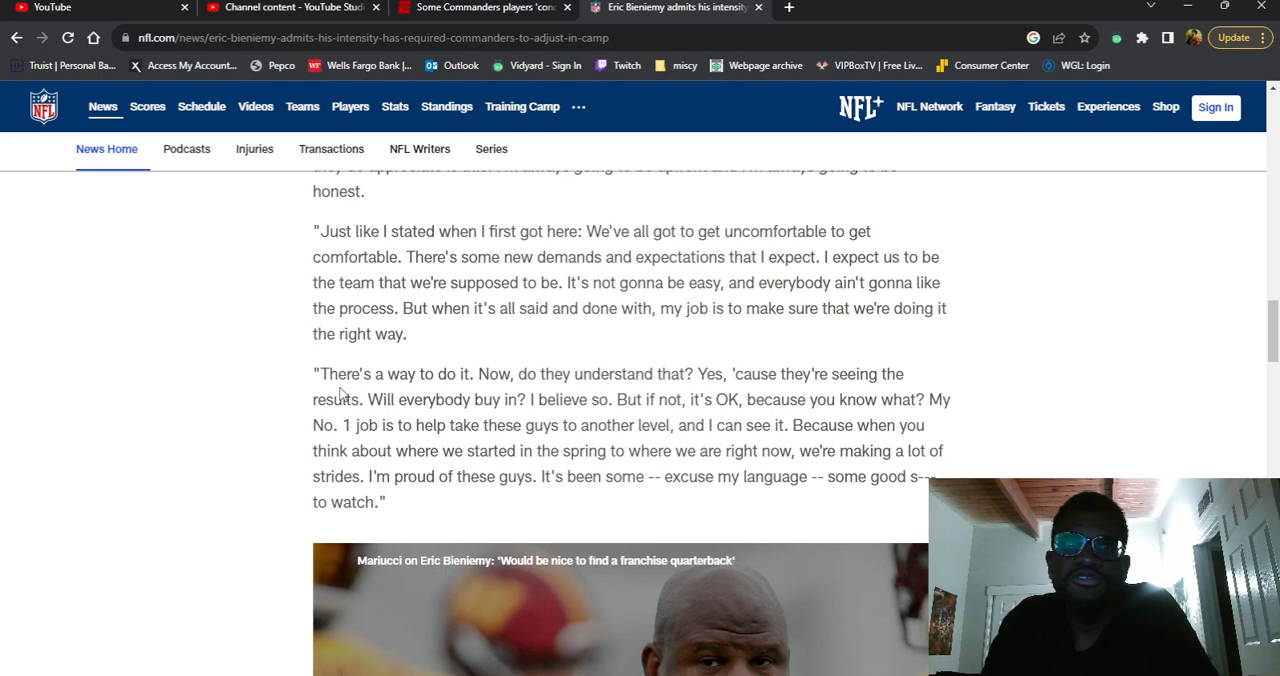 YouTube
Channel content - YouTube Studi
Some Commanders players 'conc
Eric Bieniemy admits his intensity
nfl.com/news/eric-bieniemy-admits-his-intensity-has-required-commanders-to-adjust-in-camp
Update
Truist | Personal Ba...
Access My Account...
Pepco
Wells Fargo Bank |...
Outlook
Vidyard - Sign In
Twitch
miscy
Webpage archive
VIPBoxTV | Free Liv...
Consumer Center
WGL: Login
NFL
News
Scores
Schedule
Videos
Teams
Players
Stats
Standings
Training Camp
NFL+
NFL Network
Fantasy
Tickets
Experiences
Shop
Sign In
News Home
Podcasts
Injuries
Transactions
NFL Writers
Series
honest.
"Just like I stated when I first got here: We've all got to get uncomfortable to get
comfortable. There's some new demands and expectations that I expect. I expect us to be
the team that we're supposed to be. It's not gonna be easy, and everybody ain't gonna like
the process. But when it's all said and done with, my job is to make sure that we're doing it
the right way.
"There's a way to do it. Now, do they understand that? Yes, 'cause they're seeing the
results. Will everybody buy in? I believe so. But if not, it's OK, because you know what? My
No. 1 job is to help take these guys to another level, and I can see it. Because when you
think about where we started in the spring to where we are right now, we're making a lot of
strides. I'm proud of these guys. It's been some -- excuse my language -- some good s---
to watch."
Mariucci on Eric Bieniemy: 'Would be nice to find a franchise quarterback'